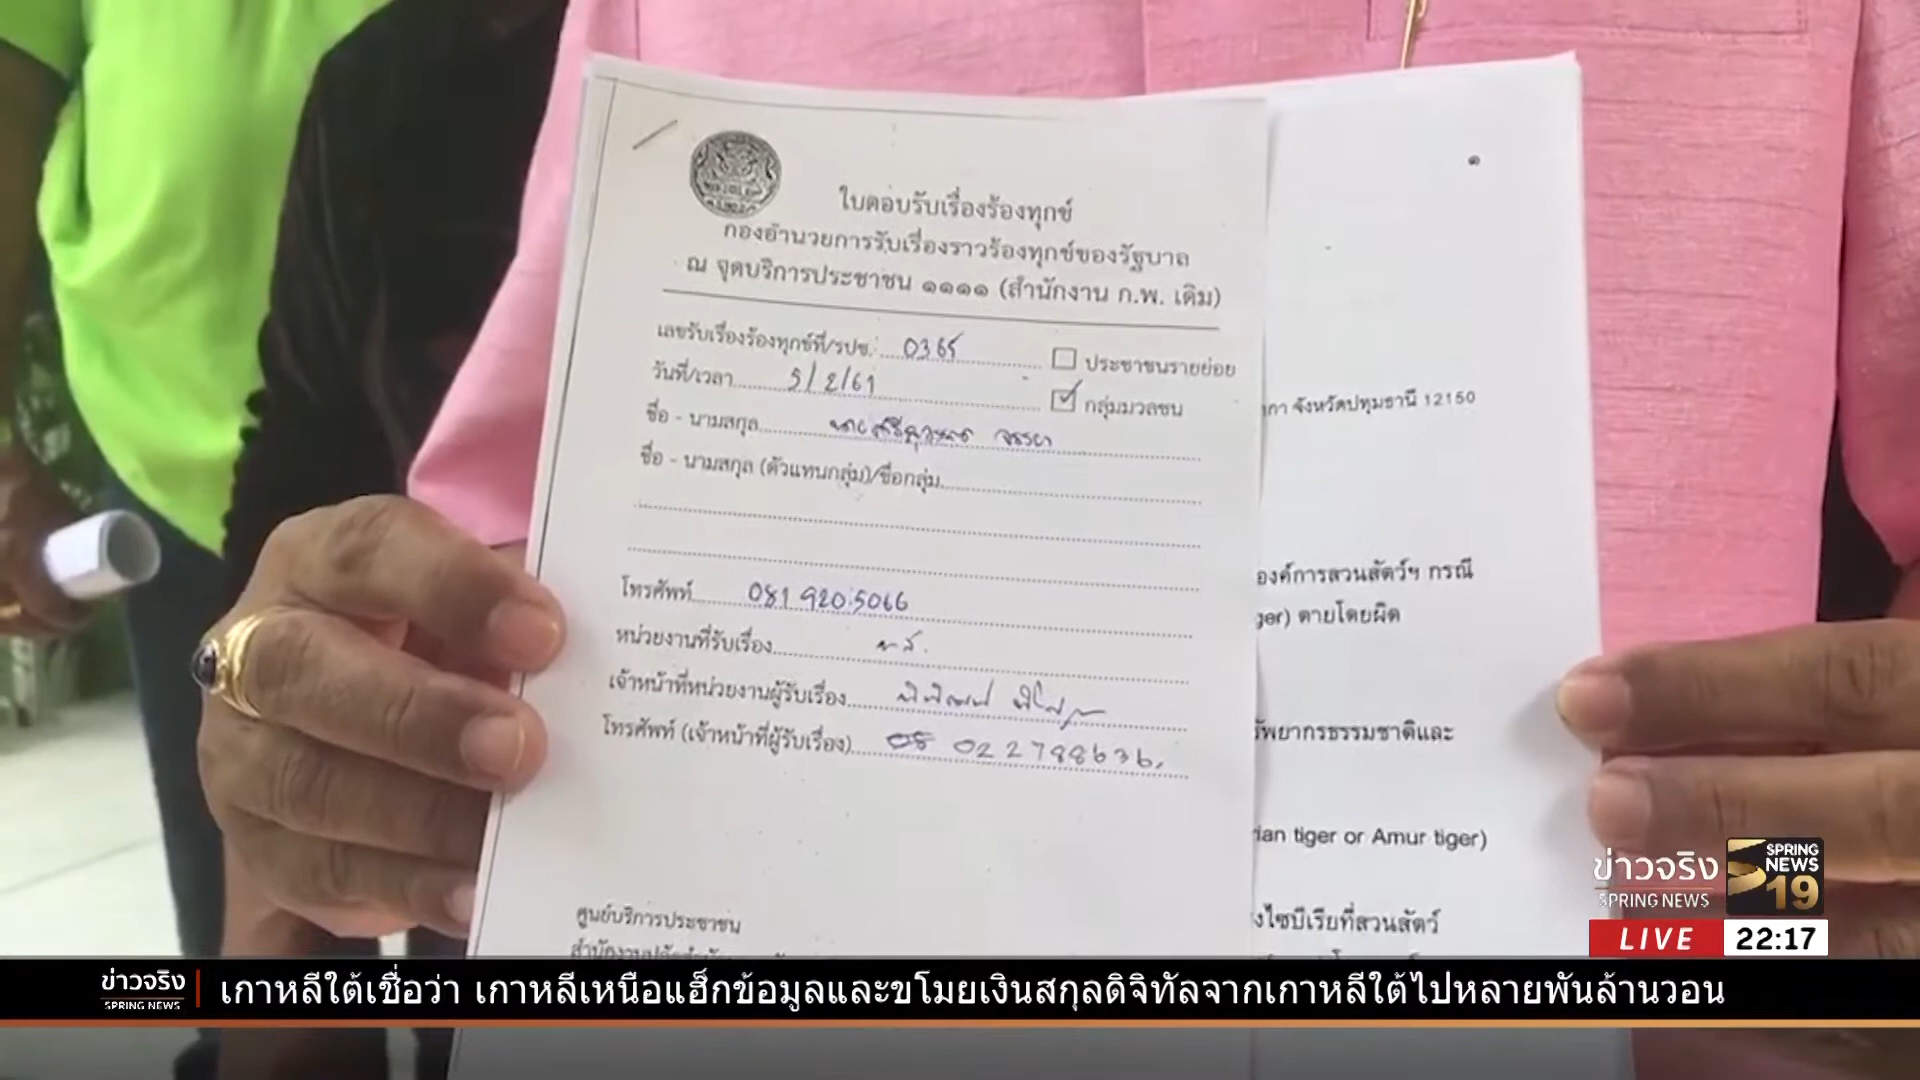 ใบตอบรับเรื่องร้องทุกข์
กองอำนวยการรับเรื่องราวร้องทุกข์ของรัฐบาล
ณ จุดบริการประชาชน ๑๑๑๑ (สำนักงาน ก.พ. เดิม)
เลขรับเรื่องร้องทุกข์ที่/รปช. 0365 ประชาชนรายย่อย
วันที่/เวลา 5/2/61 กลุ่มมวลชน
ชื่อ - นามสกุล นายศรีสุวรรณ จรรยา
ชื่อ - นามสกุล (ตัวแทนกลุ่ม)/ชื่อกลุ่ม
โทรศัพท์ 081 920.5066
หน่วยงานที่รับเรื่อง
เจ้าหน้าที่หน่วยงานผู้รับเรื่อง
โทรศัพท์ (เจ้าหน้าที่ผู้รับเรื่อง) 022788636
ศูนย์บริการประชาชน
๑
จังหวัดปทุมธานี 12150
องค์การสวนสัตว์ฯ กรณี
ger) ตายโดยผิด
รัพยากรธรรมชาติและ
rian tiger or Amur tiger)
งไซบีเรียที่สวนสัตว์
ข่าวจริง
SPRING NEWS
SPRING
NEWS
19
LIVE 22:17
ข่าวจริง
SPRING NEWS
เกาหลีใต้เชื่อว่า เกาหลีเหนือแฮ็กข้อมูลและขโมยเงินสกุลดิจิทัลจากเกาหลีใต้ไปหลายพันล้านวอน